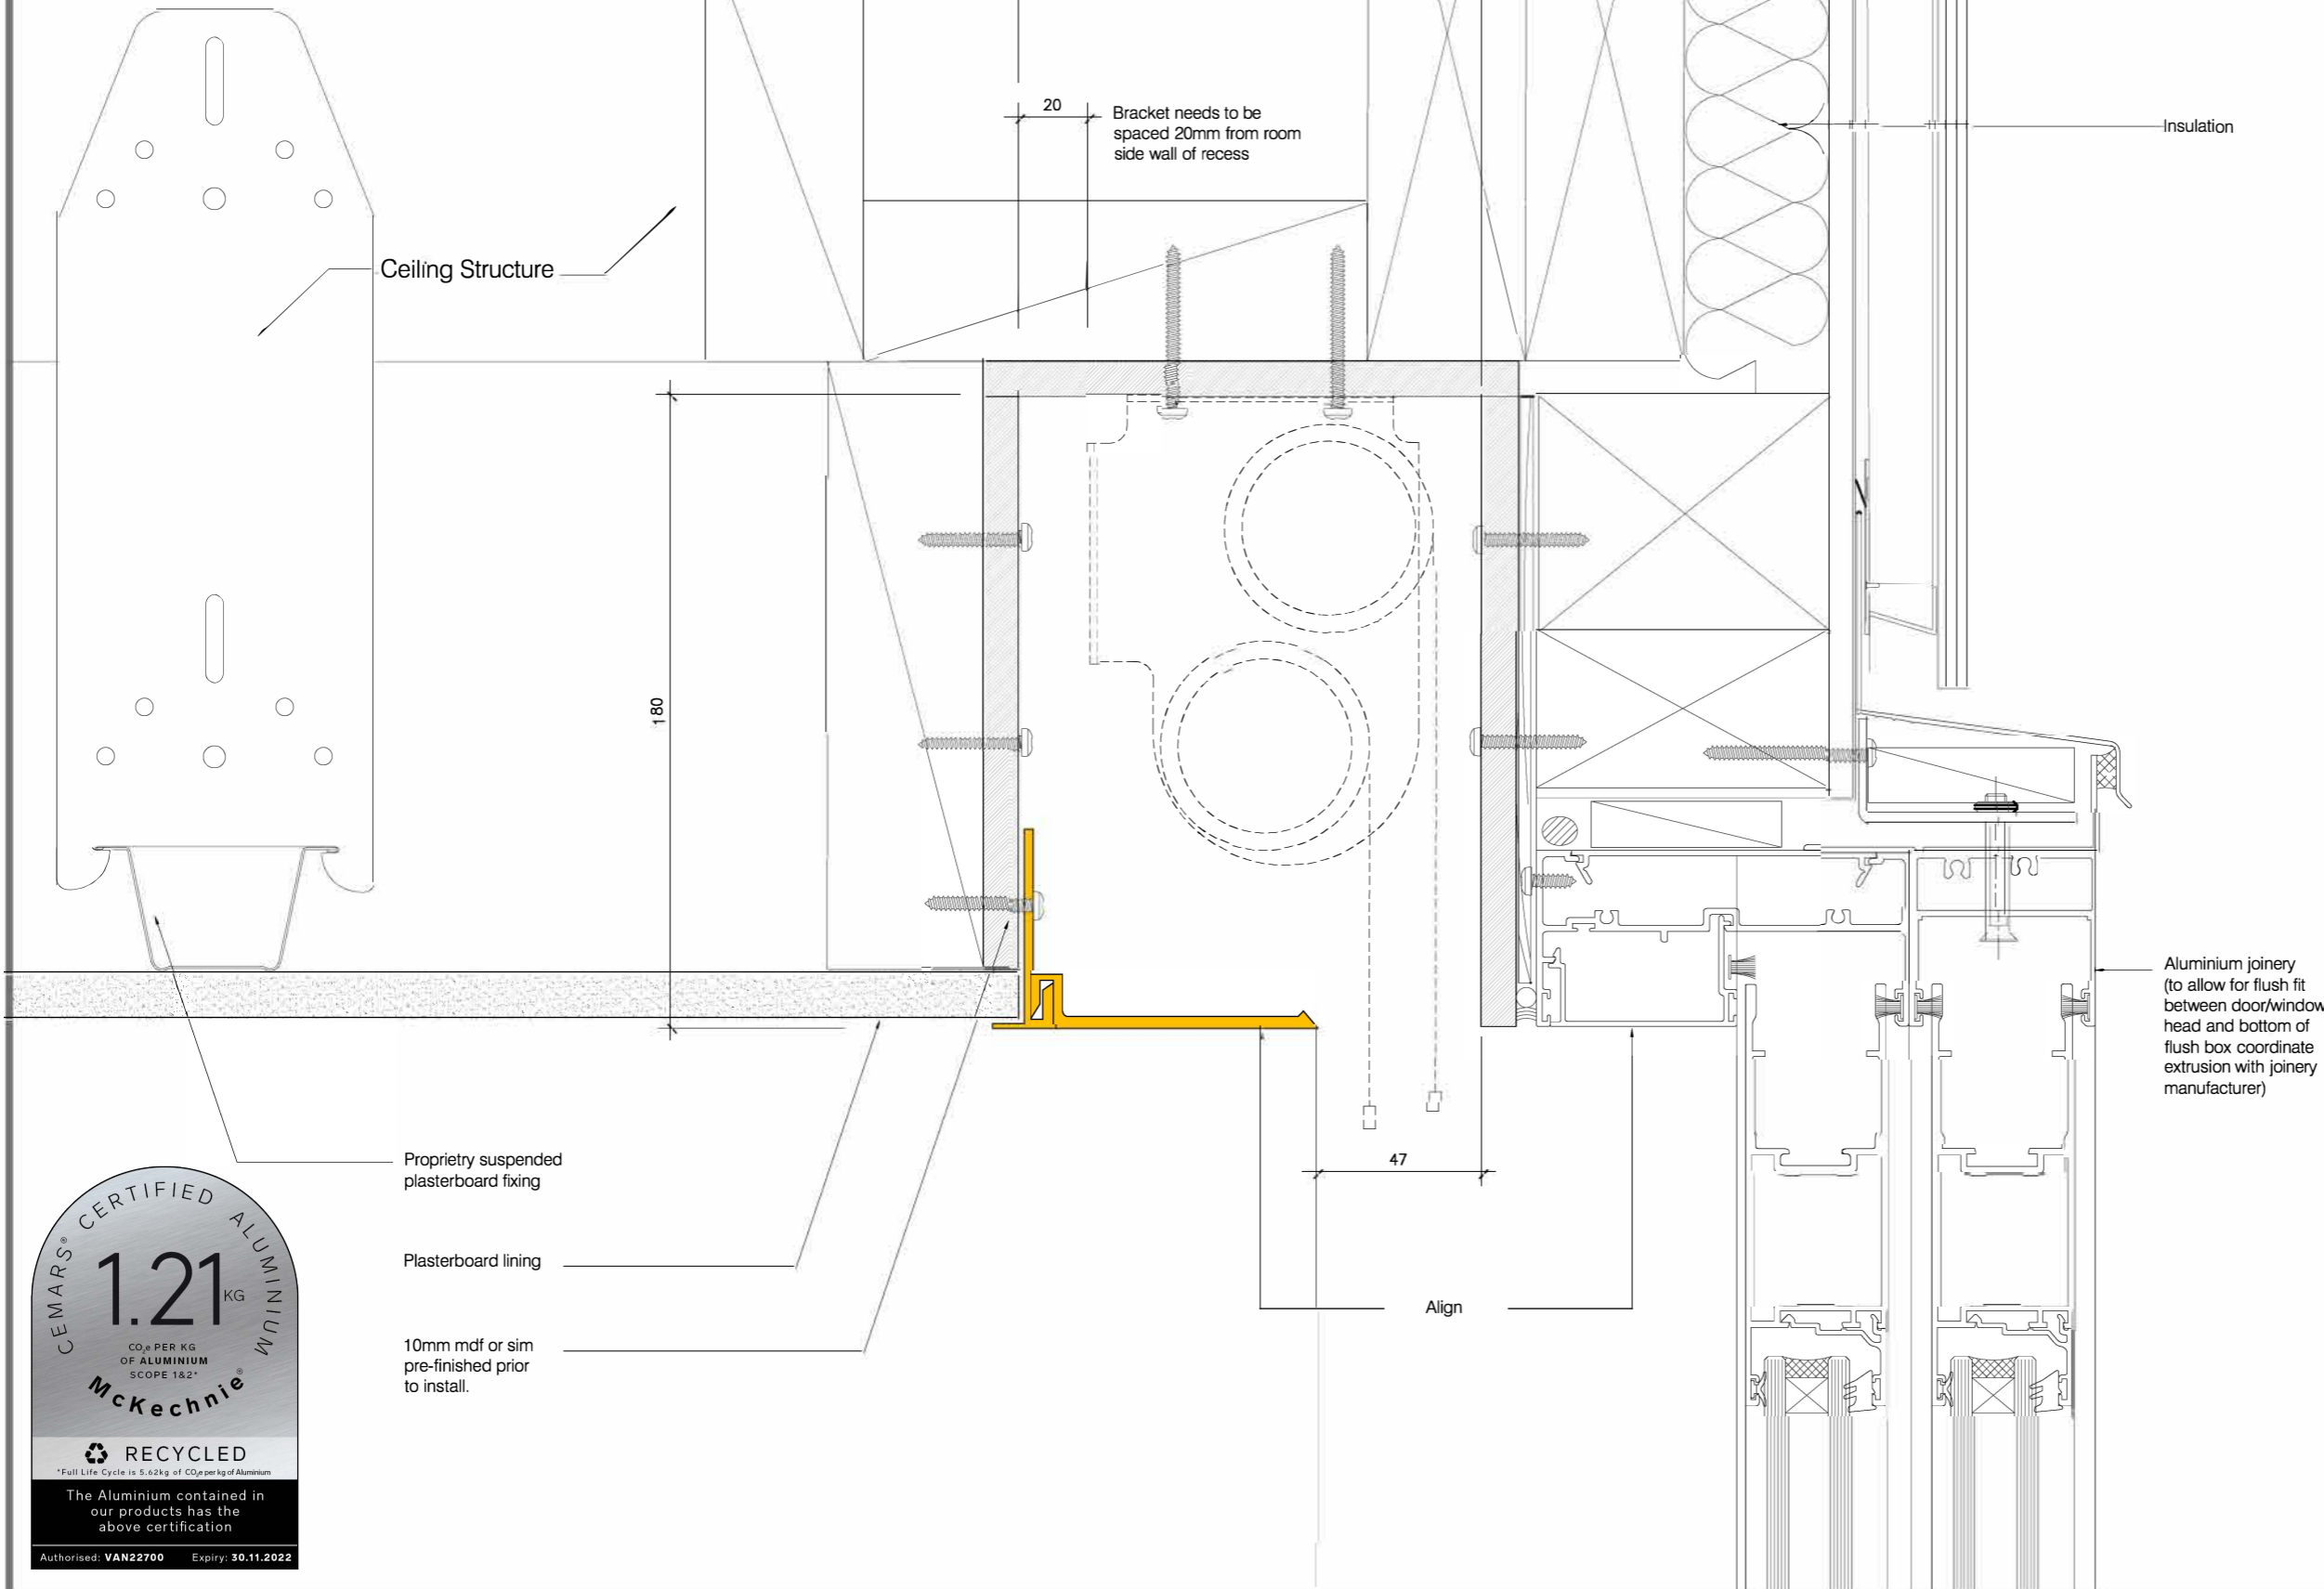 20
Bracket needs to be
spaced 20mm from room
side wall of recess
Insulation
Ceiling Structure
180
Aluminium joinery
(to allow for flush fit
between door/window
head and bottom of
flush box coordinate
extrusion with joinery
manufacturer)
47
Align
Proprietry suspended
plasterboard fixing
Plasterboard lining
10mm mdf or sim
pre-finished prior
to install.
CEMARS® CERTIFIED ALUMINIUM
1.21 KG
CO₂e PER KG
OF ALUMINIUM
SCOPE 1&2*
McKechnie®
RECYCLED
*Full Life Cycle is 5.62kg of CO₂e per kg of Aluminium
The Aluminium contained in
our products has the
above certification
Authorised: VAN22700 Expiry: 30.11.2022